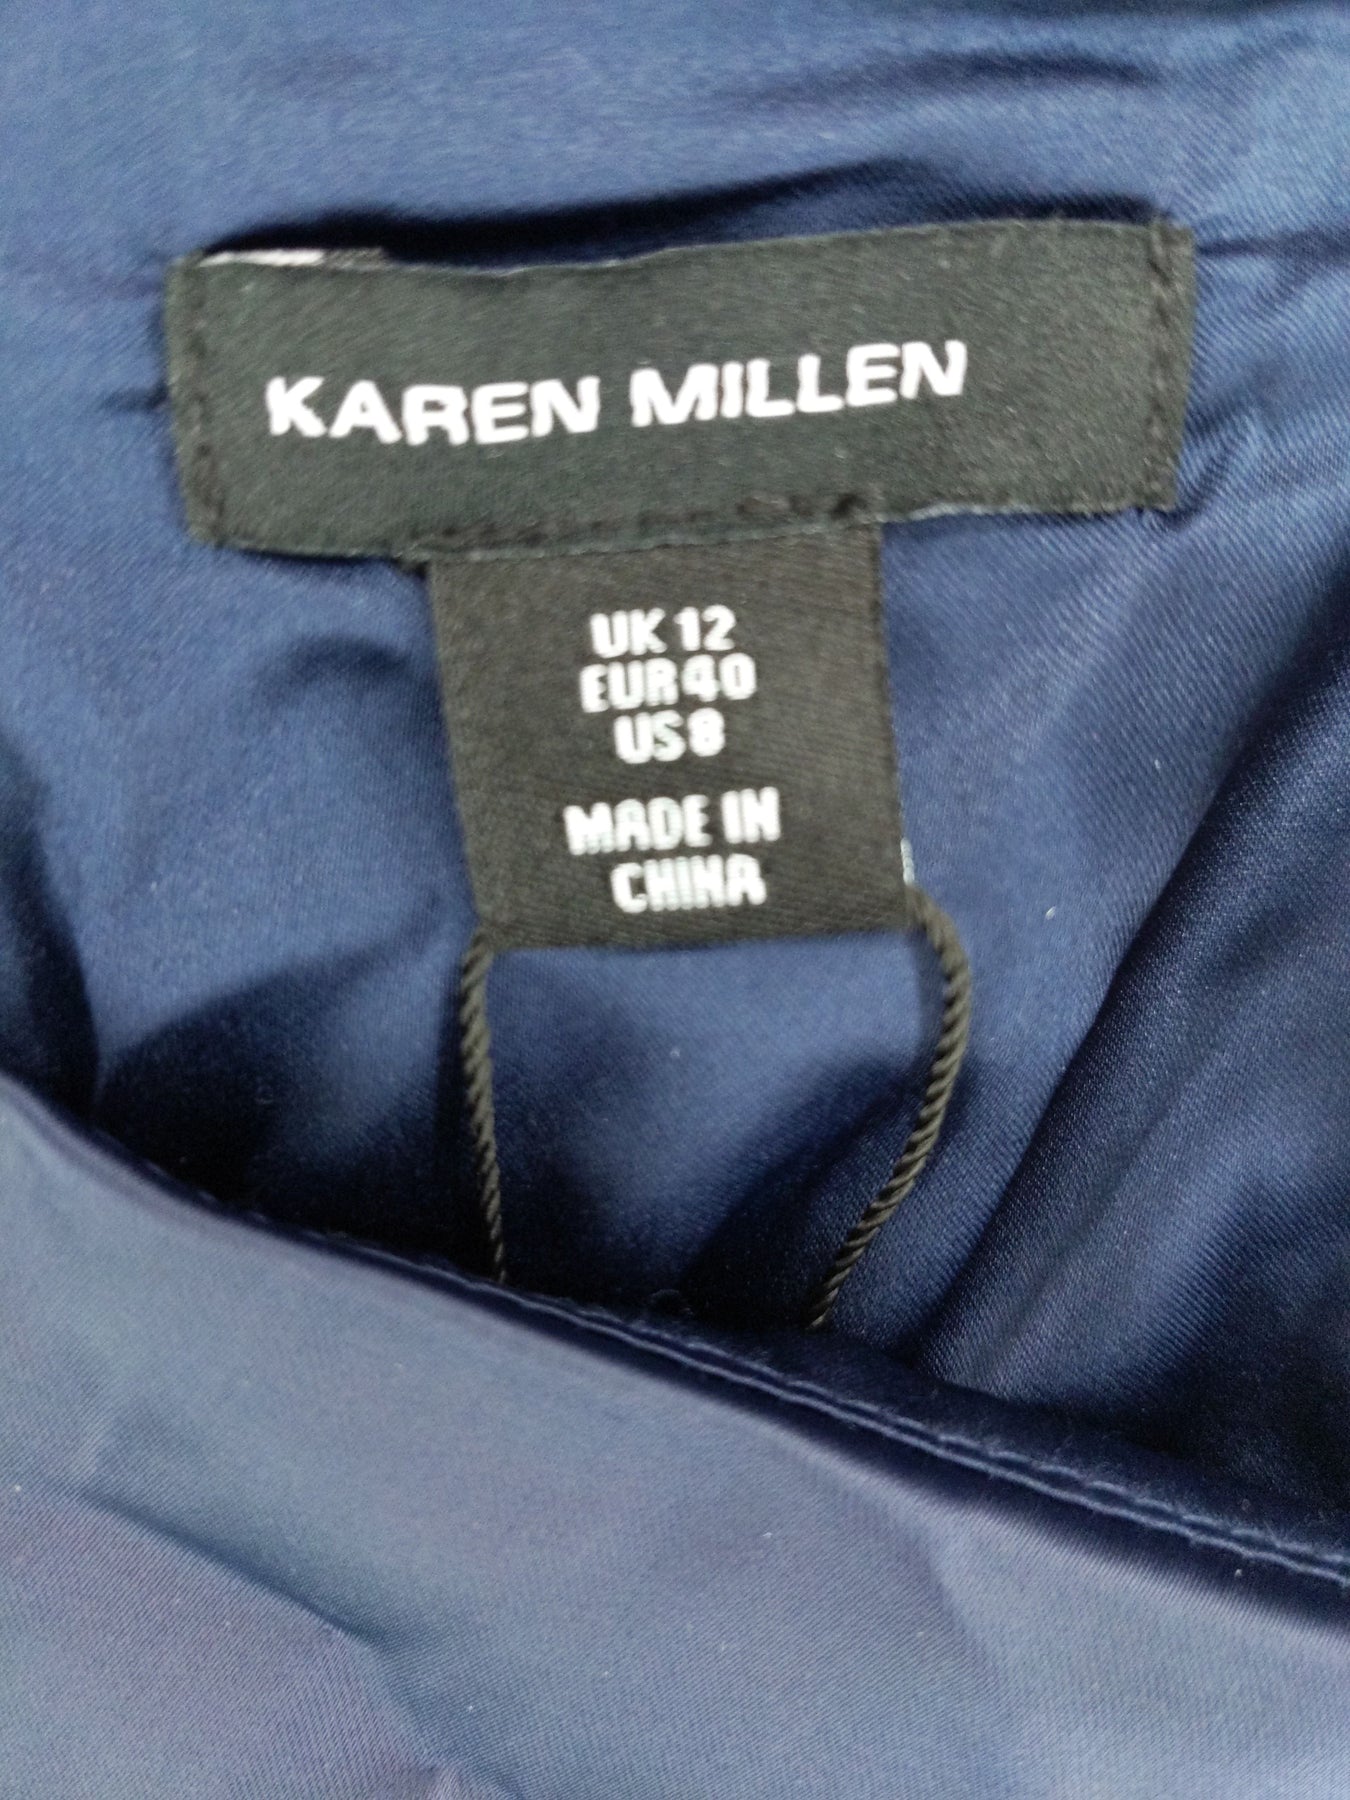 KAREN MILLEN
UK 12
EUR 40
US 8
MADE IN
CHINA